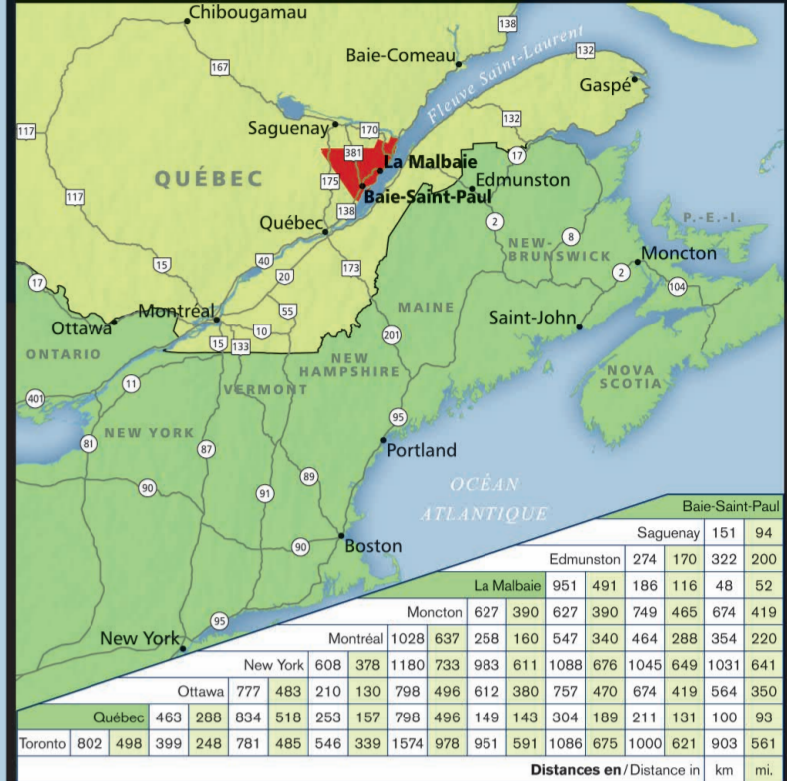 Chibougamau
138
Baie-Comeau
132
Fleuve Saint-Laurent
167
Gaspé
117
Saguenay
170
132
381
La Malbaie
17
QUÉBEC
175
Edmunston
Baie-Saint-Paul
117
138
P.-E.-I.
Québec
2
8
NEW-
BRUNSWICK
Moncton
15
40
173
2
20
104
17
Montréal
55
MAINE
Saint-John
Ottawa
10
201
15
133
ONTARIO
NEW
HAMPSHIRE
NOVA
SCOTIA
11
VERMONT
401
95
NEW YORK
81
87
Portland
89
OCÉAN
ATLANTIQUE
90
91
90
Boston
95
New York
Baie-Saint-Paul
Saguenay 151 94
Edmunston 274 170 322 200
La Malbaie 951 491 186 116 48 52
Moncton 627 390 627 390 749 465 674 419
Montréal 1028 637 258 160 547 340 464 288 354 220
New York 608 378 1180 733 983 611 1088 676 1045 649 1031 641
Ottawa 777 483 210 130 798 496 612 380 757 470 674 419 564 350
Québec 463 288 834 518 253 157 798 496 149 143 304 189 211 131 100 93
Toronto 802 498 399 248 781 485 546 339 1574 978 951 591 1086 675 1000 621 903 561
Distances en / Distance in km mi.